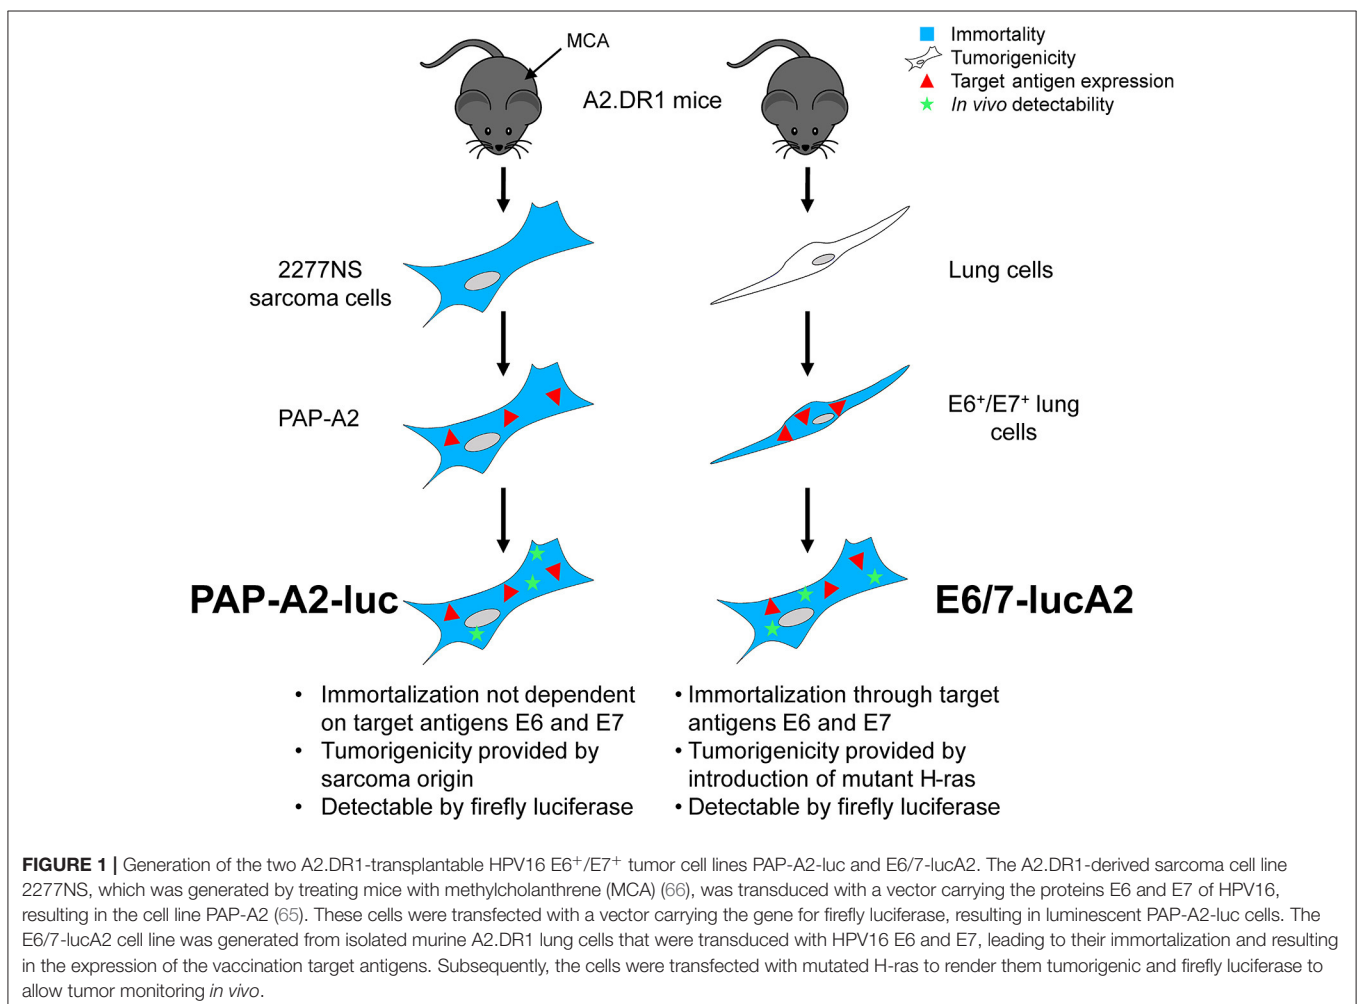 MCA
A2.DR1 mice
Immortality
Tumorigenicity
Target antigen expression
In vivo detectability
2277NS
sarcoma cells
Lung cells
PAP-A2
E6⁺/E7⁺ lung
cells
PAP-A2-luc
E6/7-lucA2
• Immortalization not dependent
on target antigens E6 and E7
• Tumorigenicity provided by
sarcoma origin
• Detectable by firefly luciferase
• Immortalization through target
antigens E6 and E7
• Tumorigenicity provided by
introduction of mutant H-ras
• Detectable by firefly luciferase
FIGURE 1 | Generation of the two A2.DR1-transplantable HPV16 E6⁺/E7⁺ tumor cell lines PAP-A2-luc and E6/7-lucA2. The A2.DR1-derived sarcoma cell line
2277NS, which was generated by treating mice with methylcholanthrene (MCA) (66), was transduced with a vector carrying the proteins E6 and E7 of HPV16,
resulting in the cell line PAP-A2 (65). These cells were transfected with a vector carrying the gene for firefly luciferase, resulting in luminescent PAP-A2-luc cells. The
E6/7-lucA2 cell line was generated from isolated murine A2.DR1 lung cells that were transduced with HPV16 E6 and E7, leading to their immortalization and resulting
in the expression of the vaccination target antigens. Subsequently, the cells were transfected with mutated H-ras to render them tumorigenic and firefly luciferase to
allow tumor monitoring in vivo.